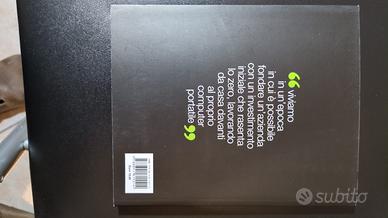 “viviamo
in un'epoca
in cui è possibile
fondare un'azienda
con un investimento
iniziale che rasenta
lo zero, lavorando
da casa davanti
al proprio
computer
portatile”
subito